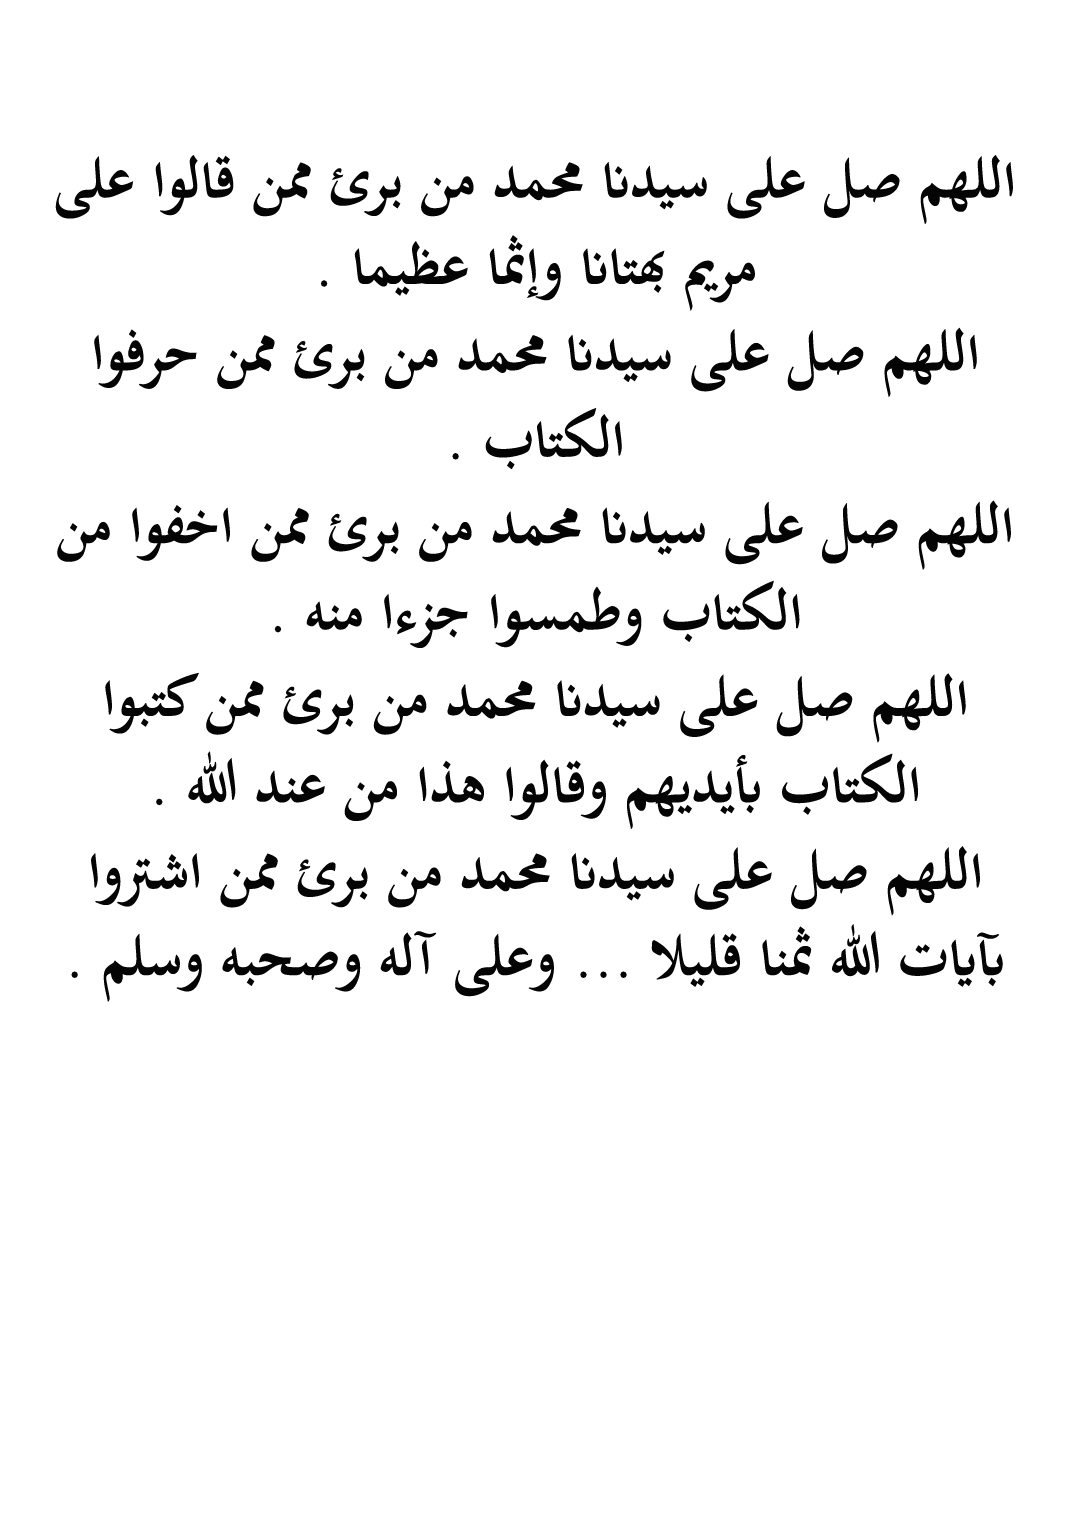 اللهم صل على سيدنا محمد من برئ ممن قالوا على
مريم بهتانا وإثما عظيما .
اللهم صل على سيدنا محمد من برئ ممن حرفوا
الكتاب .
اللهم صل على سيدنا محمد من برئ ممن اخفوا من
الكتاب وطمسوا جزءا منه .
اللهم صل على سيدنا محمد من برئ ممن كتبوا
الكتاب بأيديهم وقالوا هذا من عند الله .
اللهم صل على سيدنا محمد من برئ ممن اشتروا
بآيات الله ثمنا قليلا ... وعلى آله وصحبه وسلم .